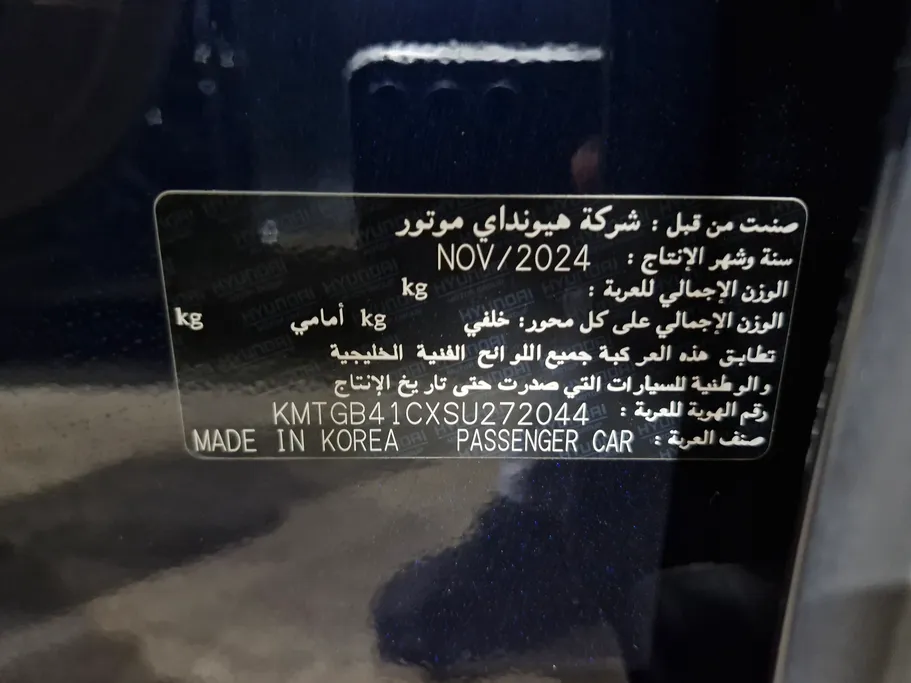 صنعت من قبل : شركة هيونداي موتور
سنة وشهر الإنتاج : NOV/2024
الوزن الإجمالي للعربة : kg
الوزن الإجمالي على كل محور: خلفي kg أمامي kg
تطابق هذه المركبة جميع اللوائح الفنية الخليجية
والوطنية للسيارات التي صدرت حتى تاريخ الإنتاج
رقم الهوية للعربة : KMTGB41CXSU272044
صنف العربة : PASSENGER CAR MADE IN KOREA